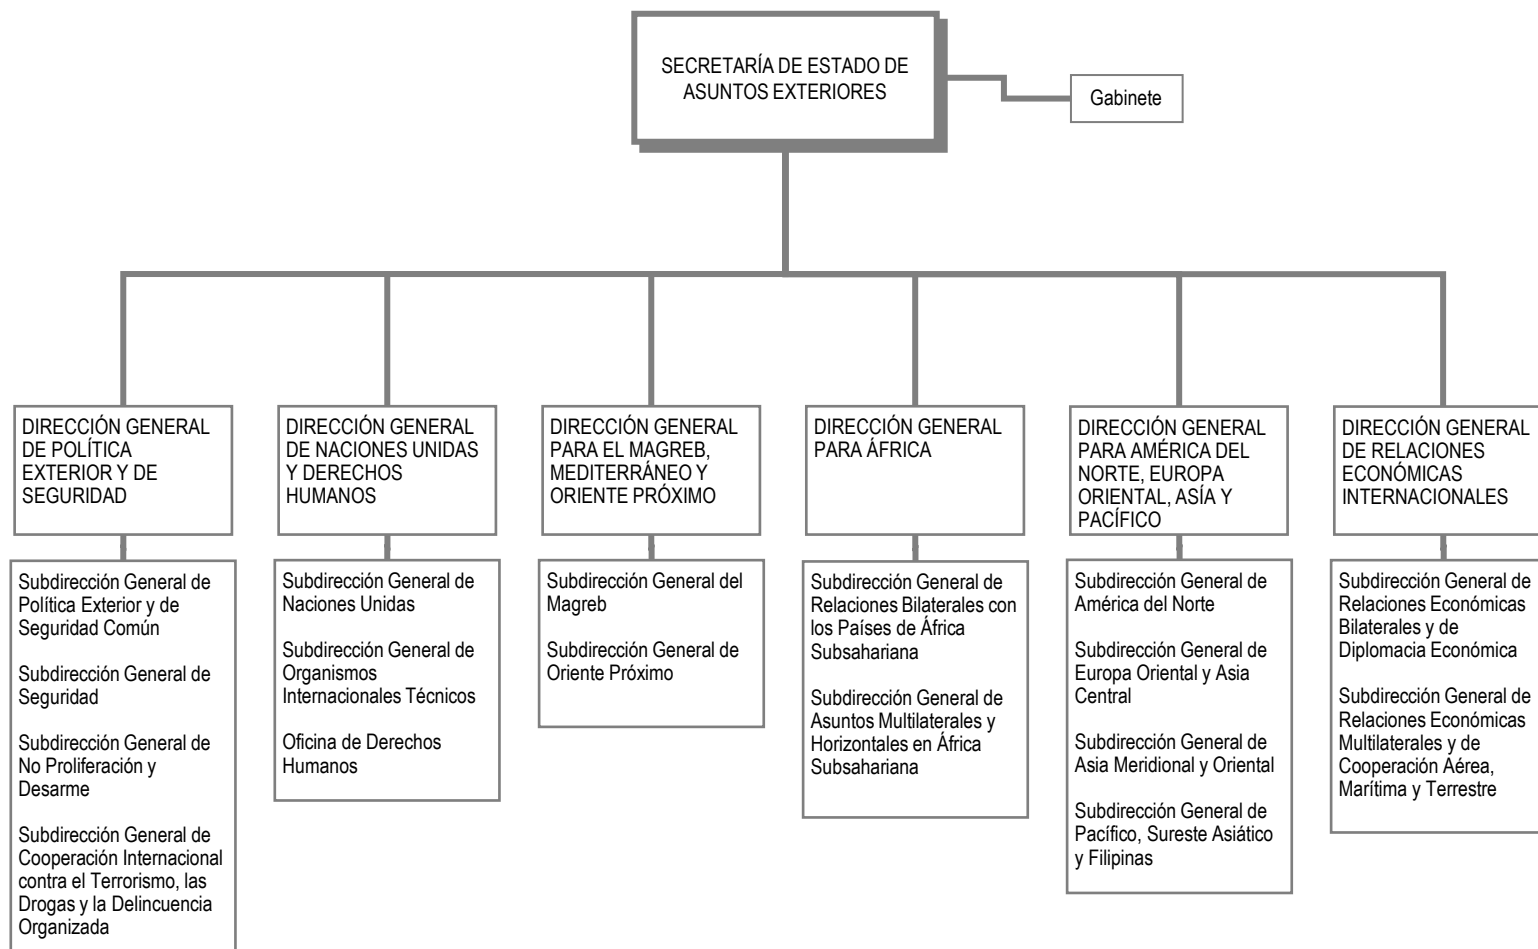 SECRETARÍA DE ESTADO DE
ASUNTOS EXTERIORES
Gabinete
DIRECCIÓN GENERAL
DE POLÍTICA
EXTERIOR Y DE
SEGURIDAD
DIRECCIÓN GENERAL
DE NACIONES UNIDAS
Y DERECHOS
HUMANOS
DIRECCIÓN GENERAL
PARA EL MAGREB,
MEDITERRÁNEO Y
ORIENTE PRÓXIMO
DIRECCIÓN GENERAL
PARA ÁFRICA
DIRECCIÓN GENERAL
PARA AMÉRICA DEL
NORTE, EUROPA
ORIENTAL, ASÍA Y
PACÍFICO
DIRECCIÓN GENERAL
DE RELACIONES
ECONÓMICAS
INTERNACIONALES
Subdirección General de
Política Exterior y de
Seguridad Común
Subdirección General de
Seguridad
Subdirección General de
No Proliferación y
Desarme
Subdirección General de
Cooperación Internacional
contra el Terrorismo, las
Drogas y la Delincuencia
Organizada
Subdirección General de
Naciones Unidas
Subdirección General de
Organismos
Internacionales Técnicos
Oficina de Derechos
Humanos
Subdirección General del
Magreb
Subdirección General de
Oriente Próximo
Subdirección General de
Relaciones Bilaterales con
los Países de África
Subsahariana
Subdirección General de
Asuntos Multilaterales y
Horizontales en África
Subsahariana
Subdirección General de
América del Norte
Subdirección General de
Europa Oriental y Asia
Central
Subdirección General de
Asia Meridional y Oriental
Subdirección General de
Pacífico, Sureste Asiático
y Filipinas
Subdirección General de
Relaciones Económicas
Bilaterales y de
Diplomacia Económica
Subdirección General de
Relaciones Económicas
Multilaterales y de
Cooperación Aérea,
Marítima y Terrestre